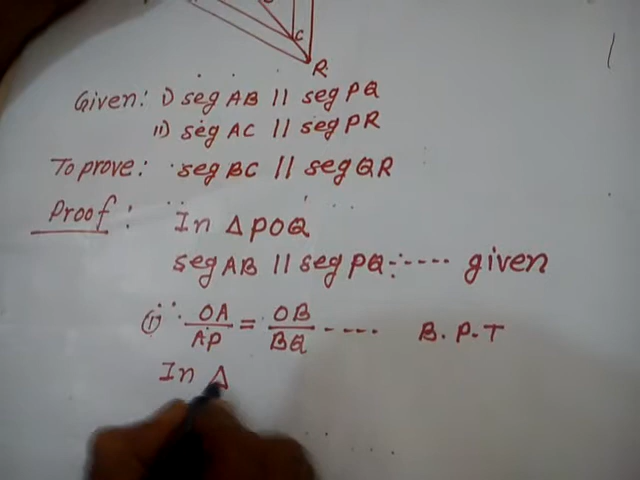 C
R.
Given: i) seg AB || seg PQ
ii) seg AC || seg PR
To prove: seg BC || seg QR
Proof: In Δ POQ
seg AB || seg PQ ..... given
(i) ∴ OA/AP = OB/BQ .... B.P.T
In Δ